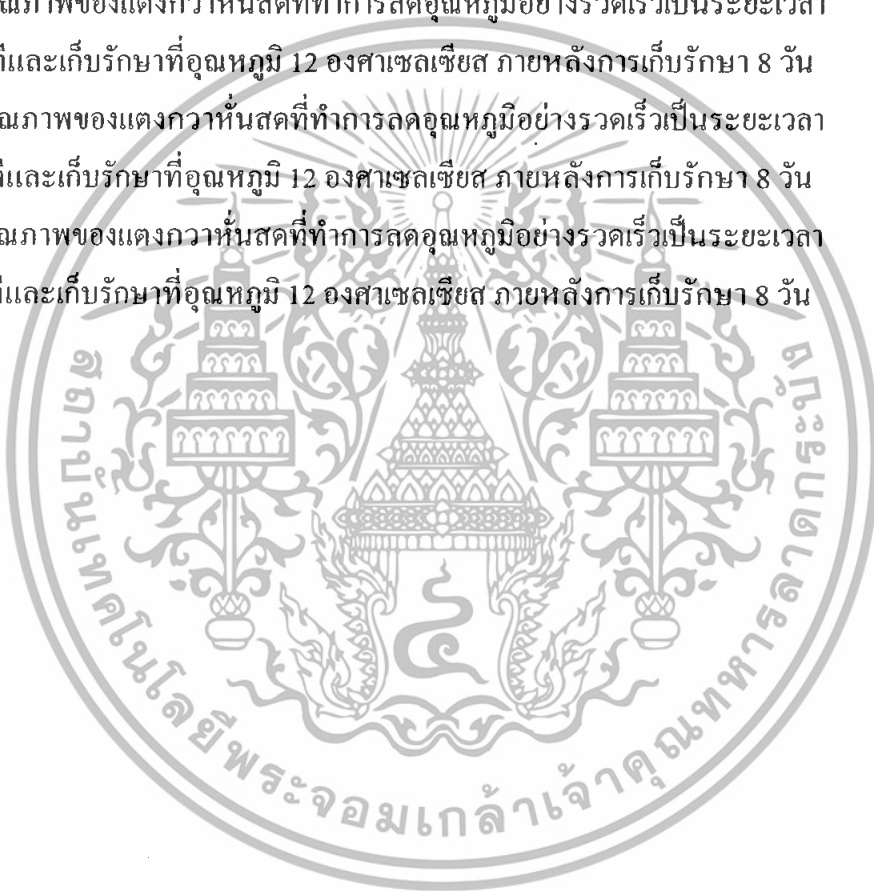 คุณภาพของแตงกวาหั่นสดที่ทำการลดอุณหภูมิอย่างรวดเร็วเป็นระยะเวลา
และเก็บรักษาที่อุณหภูมิ 12 องศาเซลเซียส ภายหลังการเก็บรักษา 8 วัน
ณภาพของแตงกวาหั่นสดที่ทำการลดอุณหภูมิอย่างรวดเร็วเป็นระยะเวลา
และเก็บรักษาที่อุณหภูมิ 12 องศาเซลเซียส ภายหลังการเก็บรักษา 8 วัน
ณภาพของแตงกวาหั่นสดที่ทำการลดอุณหภูมิอย่างรวดเร็วเป็นระยะเวลา
และเก็บรักษาที่อุณหภูมิ 12 องศาเซลเซียส ภายหลังการเก็บรักษา 8 วัน
๔
สถาบันเทคโนโลยีพระจอมเกล้าเจ้าคุณทหารลาดกระบัง